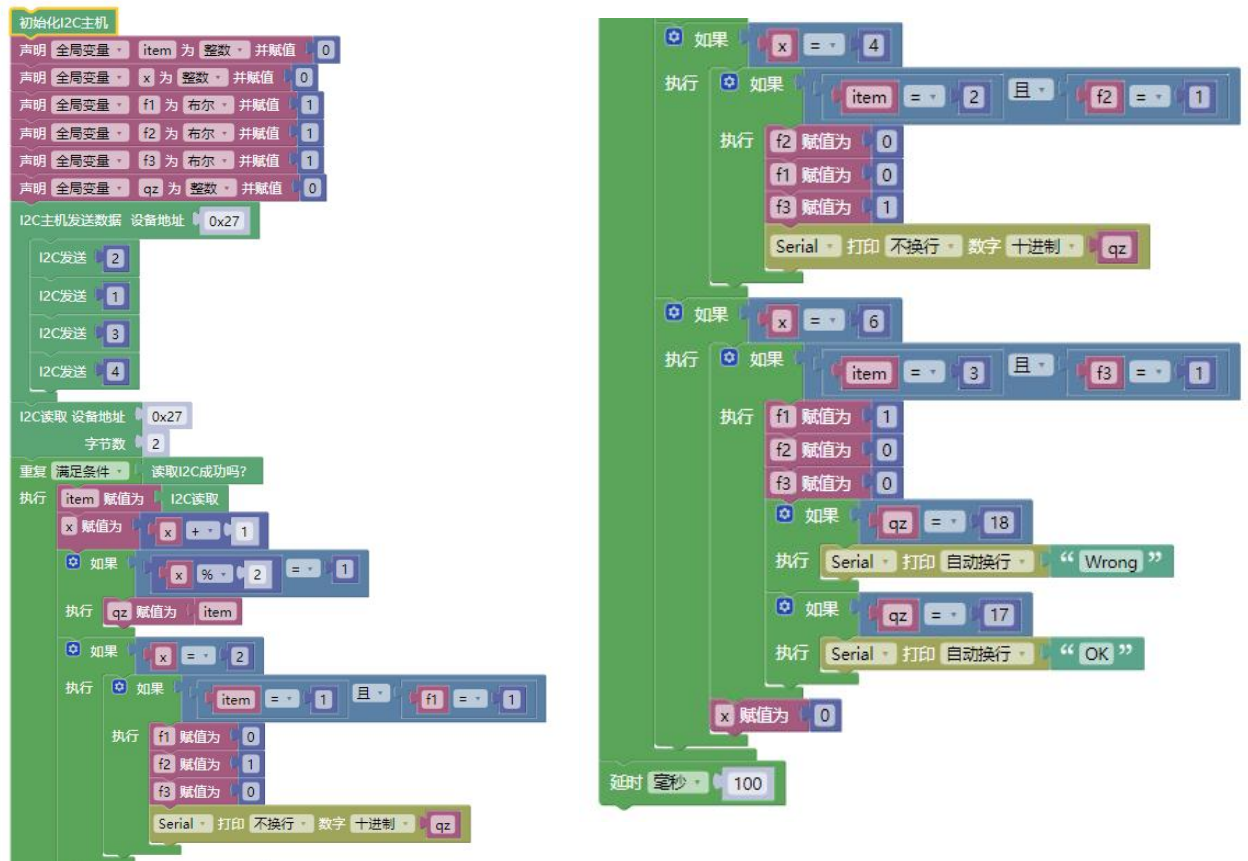 初始化I2C主机
声明 全局变量 item 为 整数 并赋值 0
声明 全局变量 x 为 整数 并赋值 0
声明 全局变量 f1 为 布尔 并赋值 1
声明 全局变量 f2 为 布尔 并赋值 1
声明 全局变量 f3 为 布尔 并赋值 1
声明 全局变量 qz 为 整数 并赋值 0
I2C主机发送数据 设备地址 0x27
I2C发送 2
I2C发送 1
I2C发送 3
I2C发送 4
I2C读取 设备地址 0x27
字节数 2
重复 满足条件 读取I2C成功吗?
执行 item 赋值为 I2C读取
x 赋值为 x + 1
如果 x % 2 = 1
执行 qz 赋值为 item
如果 x = 2
执行 如果 item = 1 且 f1 = 1
执行 f1 赋值为 0
f2 赋值为 1
f3 赋值为 0
Serial 打印 不换行 数字 十进制 qz
如果 x = 4
执行 如果 item = 2 且 f2 = 1
执行 f2 赋值为 0
f1 赋值为 0
f3 赋值为 1
Serial 打印 不换行 数字 十进制 qz
如果 x = 6
执行 如果 item = 3 且 f3 = 1
执行 f1 赋值为 1
f2 赋值为 0
f3 赋值为 0
如果 qz = 18
执行 Serial 打印 自动换行 “ Wrong ”
如果 qz = 17
执行 Serial 打印 自动换行 “ OK ”
x 赋值为 0
延时 毫秒 100